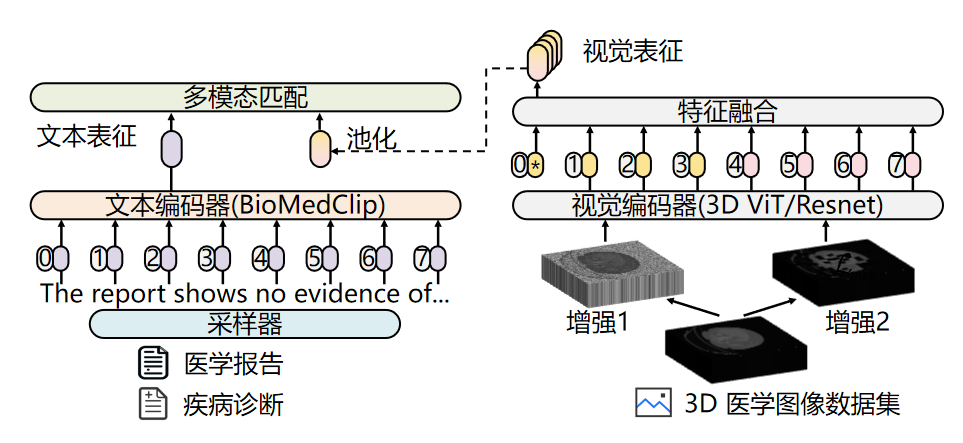 多模态匹配
文本表征
池化
文本编码器(BioMedClip)
0 1 2 3 4 5 6 7
The report shows no evidence of...
采样器
医学报告
疾病诊断
视觉表征
特征融合
0 * 1 2 3 4 5 6 7
视觉编码器(3D ViT/Resnet)
增强1
增强2
3D 医学图像数据集